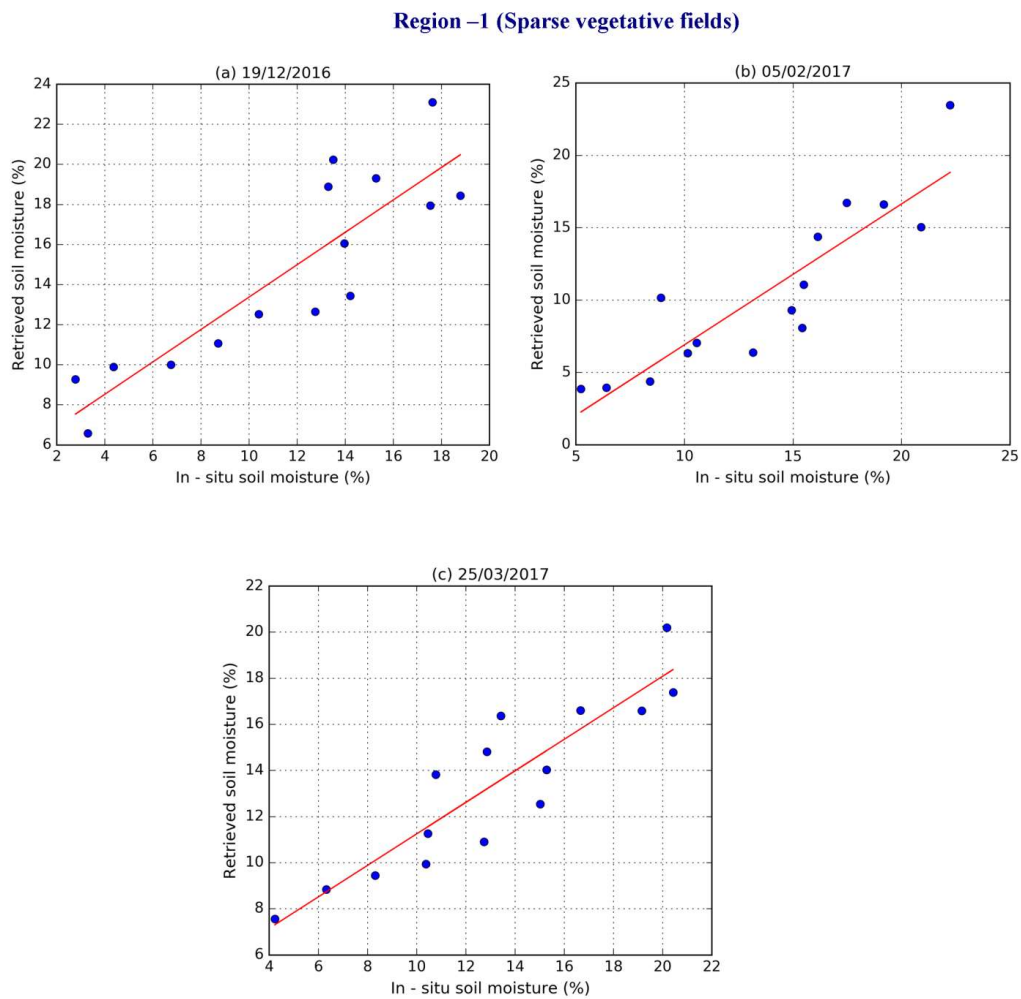 Region –1 (Sparse vegetative fields)
(a) 19/12/2016
24
22
20
18
16
14
12
10
8
6
Retrieved soil moisture (%)
2 4 6 8 10 12 14 16 18 20
In - situ soil moisture (%)
(b) 05/02/2017
25
20
15
10
5
0
Retrieved soil moisture (%)
5 10 15 20 25
In - situ soil moisture (%)
(c) 25/03/2017
22
20
18
16
14
12
10
8
6
Retrieved soil moisture (%)
4 6 8 10 12 14 16 18 20 22
In - situ soil moisture (%)